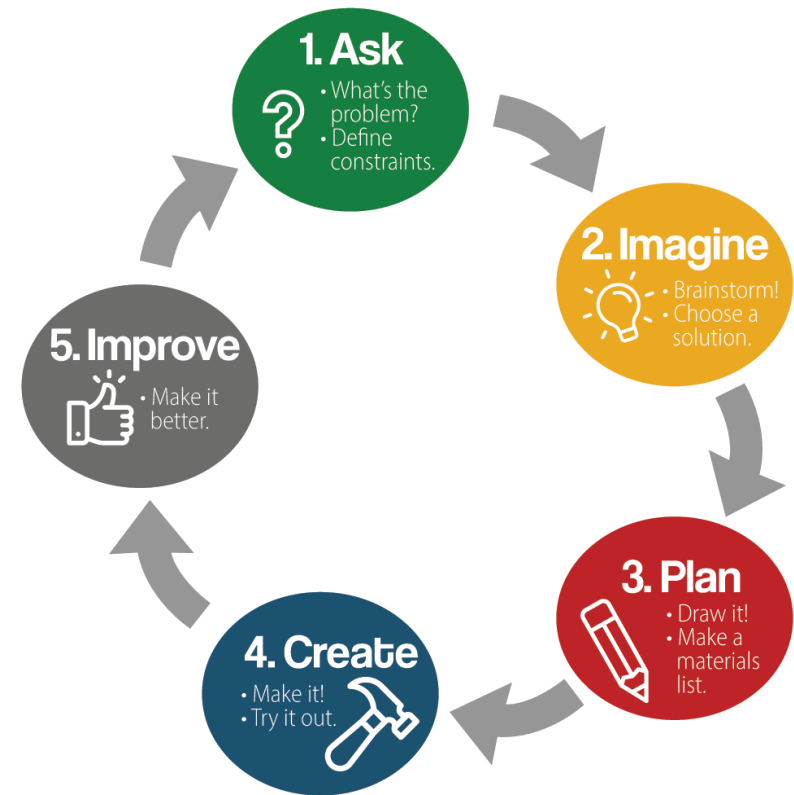 1. Ask
• What's the
problem?
• Define
constraints.
2. Imagine
• Brainstorm!
• Choose a
solution.
3. Plan
• Draw it!
• Make a
materials
list.
4. Create
• Make it!
• Try it out.
5. Improve
• Make it
better.